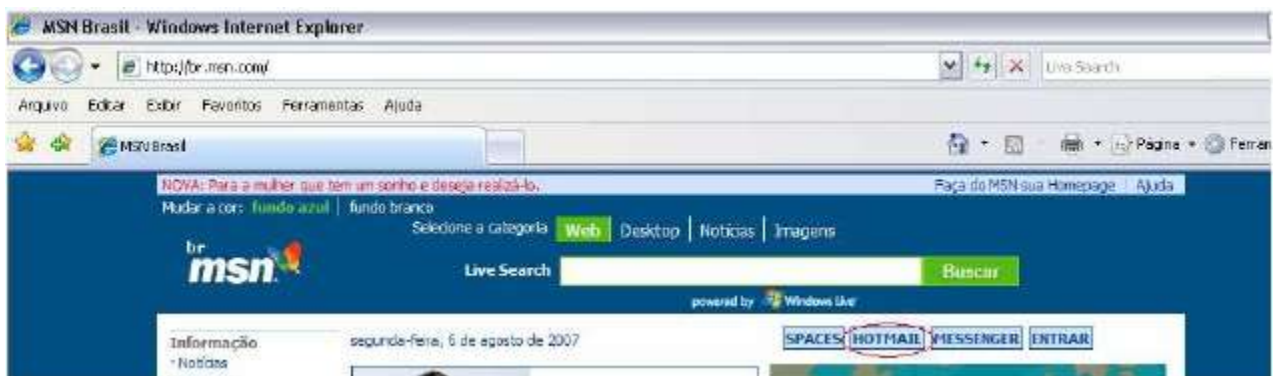 MSN Brasil - Windows Internet Explorer
http://br.msn.com/ Live Search
Arquivo Editar Exibir Favoritos Ferramentas Ajuda
MSN Brasil Página
NOVA: Para a mulher que tem um sonho e deseja realizá-lo. Faça do MSN sua Homepage | Ajuda
Mudar a cor: fundo azul | fundo branco
Selecione a categoria Web Desktop | Notícias | Imagens
br
msn
Live Search Buscar
powered by Windows Live
Informação segunda-feira, 6 de agosto de 2007 SPACES HOTMAIL MESSENGER ENTRAR
- Notícias